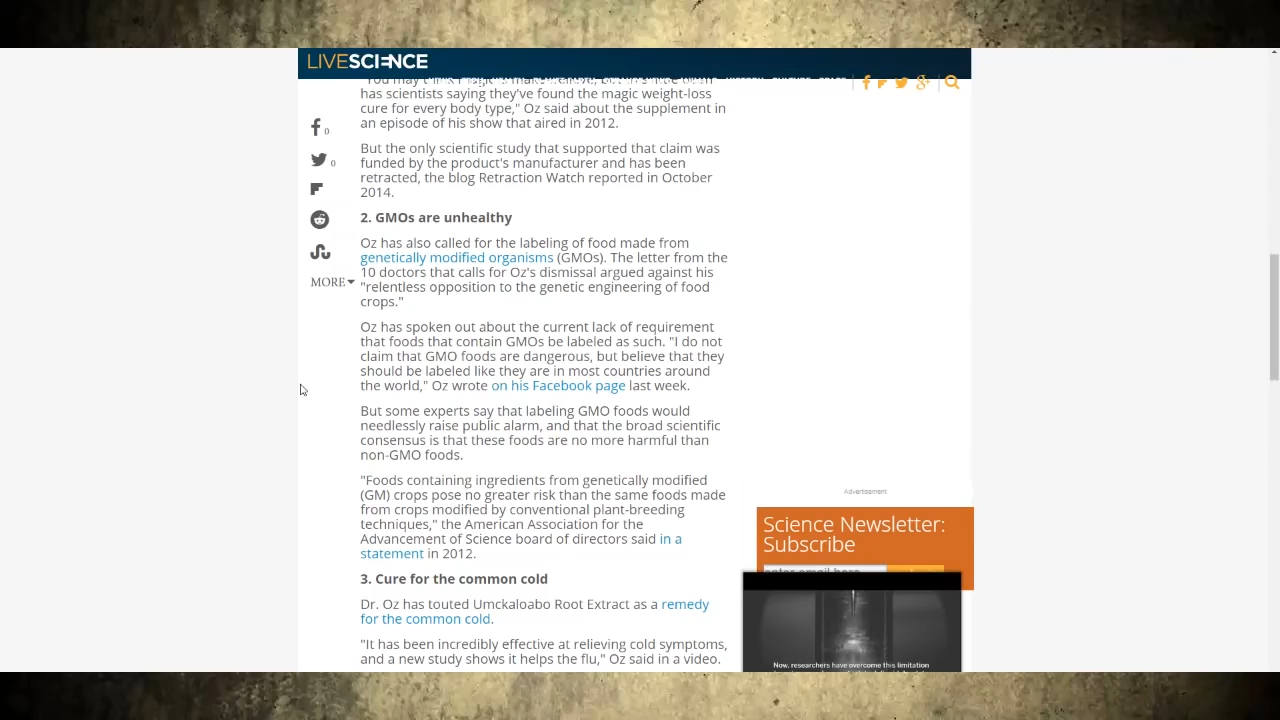 LIVESCIENCE
has scientists saying they've found the magic weight-loss
cure for every body type," Oz said about the supplement in
an episode of his show that aired in 2012.
But the only scientific study that supported that claim was
funded by the product's manufacturer and has been
retracted, the blog Retraction Watch reported in October
2014.
2. GMOs are unhealthy
Oz has also called for the labeling of food made from
genetically modified organisms (GMOs). The letter from the
10 doctors that calls for Oz's dismissal argued against his
"relentless opposition to the genetic engineering of food
crops."
Oz has spoken out about the current lack of requirement
that foods that contain GMOs be labeled as such. "I do not
claim that GMO foods are dangerous, but believe that they
should be labeled like they are in most countries around
the world," Oz wrote on his Facebook page last week.
But some experts say that labeling GMO foods would
needlessly raise public alarm, and that the broad scientific
consensus is that these foods are no more harmful than
non-GMO foods.
"Foods containing ingredients from genetically modified
(GM) crops pose no greater risk than the same foods made
from crops modified by conventional plant-breeding
techniques," the American Association for the
Advancement of Science board of directors said in a
statement in 2012.
3. Cure for the common cold
Dr. Oz has touted Umckaloabo Root Extract as a remedy
for the common cold.
"It has been incredibly effective at relieving cold symptoms,
and a new study shows it helps the flu," Oz said in a video.
0
0
MORE
Advertisement
Science Newsletter:
Subscribe
Now, researchers have overcome this limitation